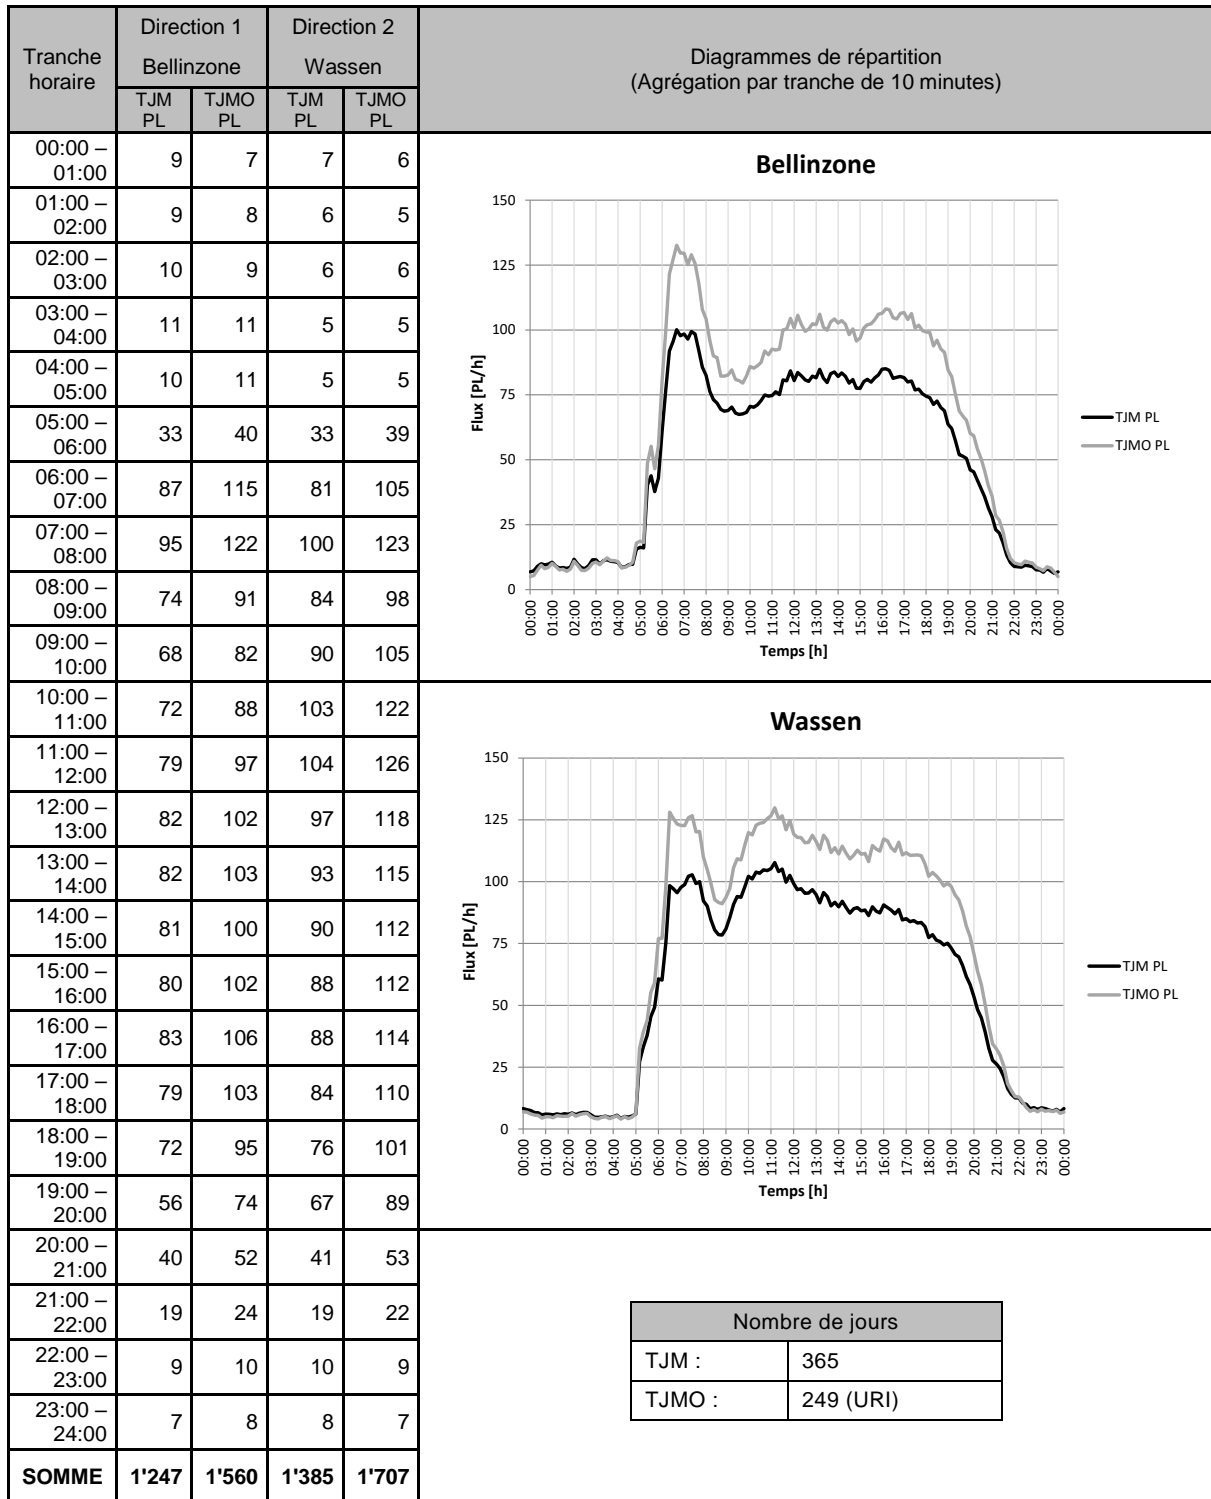 Tranche horaire
Direction 1
Bellinzone
Direction 2
Wassen
Diagrammes de répartition
(Agrégation par tranche de 10 minutes)
TJM PL
TJMO PL
TJM PL
TJMO PL
00:00 – 01:00 9 7 7 6
01:00 – 02:00 9 8 6 5
02:00 – 03:00 10 9 6 6
03:00 – 04:00 11 11 5 5
04:00 – 05:00 10 11 5 5
05:00 – 06:00 33 40 33 39
06:00 – 07:00 87 115 81 105
07:00 – 08:00 95 122 100 123
08:00 – 09:00 74 91 84 98
09:00 – 10:00 68 82 90 105
10:00 – 11:00 72 88 103 122
11:00 – 12:00 79 97 104 126
12:00 – 13:00 82 102 97 118
13:00 – 14:00 82 103 93 115
14:00 – 15:00 81 100 90 112
15:00 – 16:00 80 102 88 112
16:00 – 17:00 83 106 88 114
17:00 – 18:00 79 103 84 110
18:00 – 19:00 72 95 76 101
19:00 – 20:00 56 74 67 89
20:00 – 21:00 40 52 41 53
21:00 – 22:00 19 24 19 22
22:00 – 23:00 9 10 10 9
23:00 – 24:00 7 8 8 7
SOMME 1'247 1'560 1'385 1'707
Bellinzone
150
125
100
75
50
25
0
Flux [PL/h]
00:00 01:00 02:00 03:00 04:00 05:00 06:00 07:00 08:00 09:00 10:00 11:00 12:00 13:00 14:00 15:00 16:00 17:00 18:00 19:00 20:00 21:00 22:00 23:00 00:00
Temps [h]
TJM PL
TJMO PL
Wassen
150
125
100
75
50
25
0
Flux [PL/h]
00:00 01:00 02:00 03:00 04:00 05:00 06:00 07:00 08:00 09:00 10:00 11:00 12:00 13:00 14:00 15:00 16:00 17:00 18:00 19:00 20:00 21:00 22:00 23:00 00:00
Temps [h]
TJM PL
TJMO PL
Nombre de jours
TJM : 365
TJMO : 249 (URI)